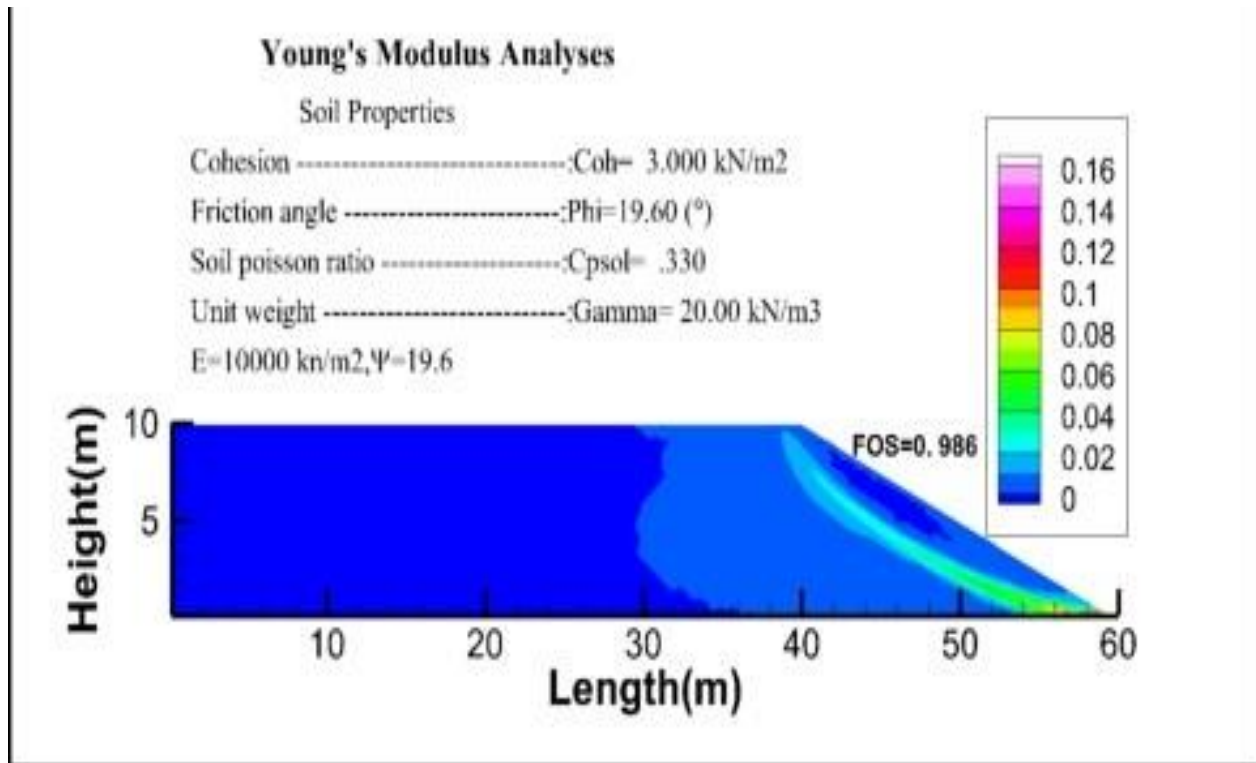 Young's Modulus Analyses
Soil Properties
Cohesion ----------------------------:Coh= 3.000 kN/m2
Friction angle ----------------------:Phi=19.60 (°)
Soil poisson ratio ------------------:Cpsol= .330
Unit weight -------------------------:Gamma= 20.00 kN/m3
E=10000 kn/m2,Ψ=19.6
0.16
0.14
0.12
0.1
0.08
0.06
0.04
0.02
0
FOS=0. 986
Height(m)
10
5
10 20 30 40 50 60
Length(m)